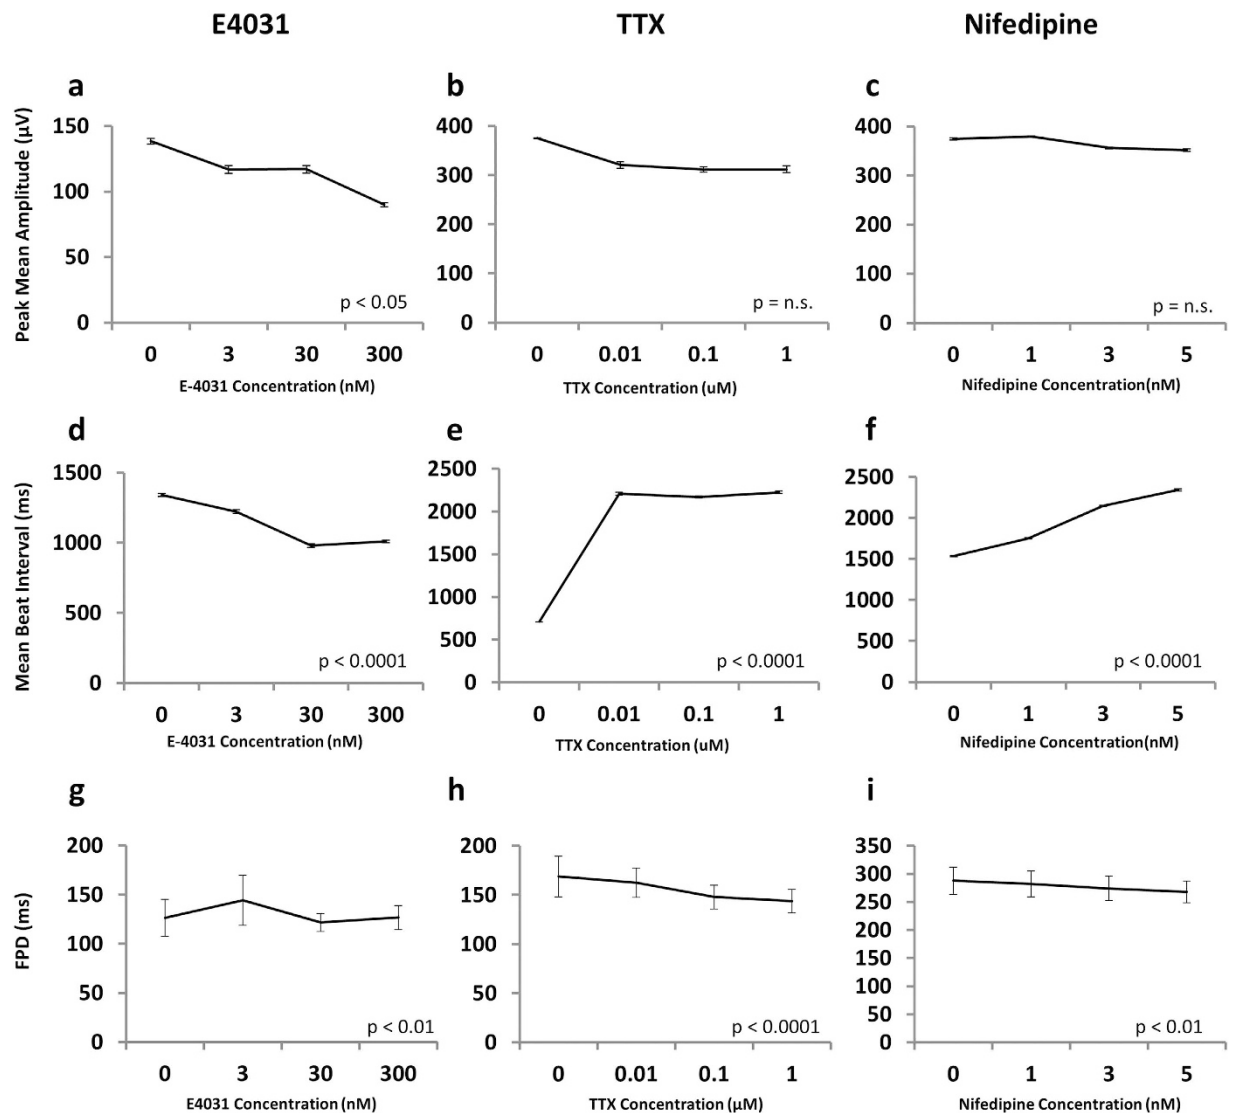 E4031 TTX Nifedipine
a b c
Peak Mean Amplitude (µV)
150
100
50
0
p < 0.05
0 3 30 300
E-4031 Concentration (nM)
400
300
200
100
0
p = n.s.
0 0.01 0.1 1
TTX Concentration (uM)
400
300
200
100
0
p = n.s.
0 1 3 5
Nifedipine Concentration(nM)
d e f
Mean Beat Interval (ms)
1500
1000
500
0
p < 0.0001
0 3 30 300
E-4031 Concentration (nM)
2500
2000
1500
1000
500
0
p < 0.0001
0 0.01 0.1 1
TTX Concentration (uM)
2500
2000
1500
1000
500
0
p < 0.0001
0 1 3 5
Nifedipine Concentration(nM)
g h i
FPD (ms)
200
150
100
50
0
p < 0.01
0 3 30 300
E4031 Concentration (nM)
200
150
100
50
0
p < 0.0001
0 0.01 0.1 1
TTX Concentration (µM)
350
300
250
200
150
100
50
0
p < 0.01
0 1 3 5
Nifedipine Concentration (nM)